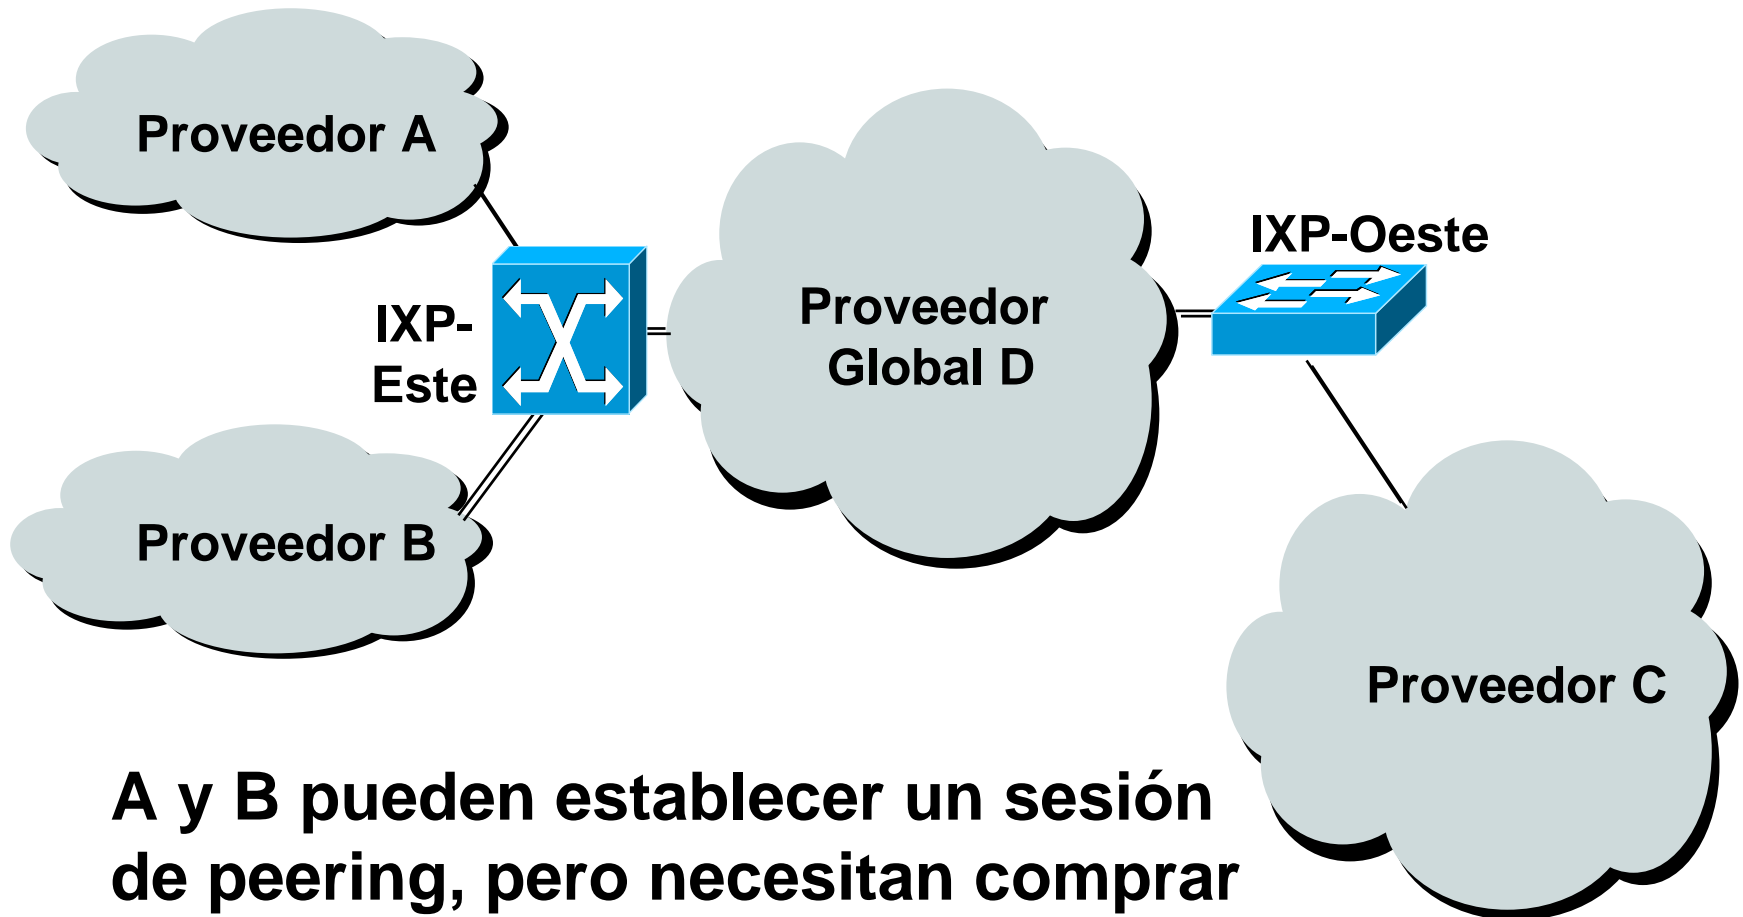 Proveedor A
IXP-Oeste
IXP-
Este
Proveedor
Global D
Proveedor B
Proveedor C
A y B pueden establecer un sesión
de peering, pero necesitan comprar